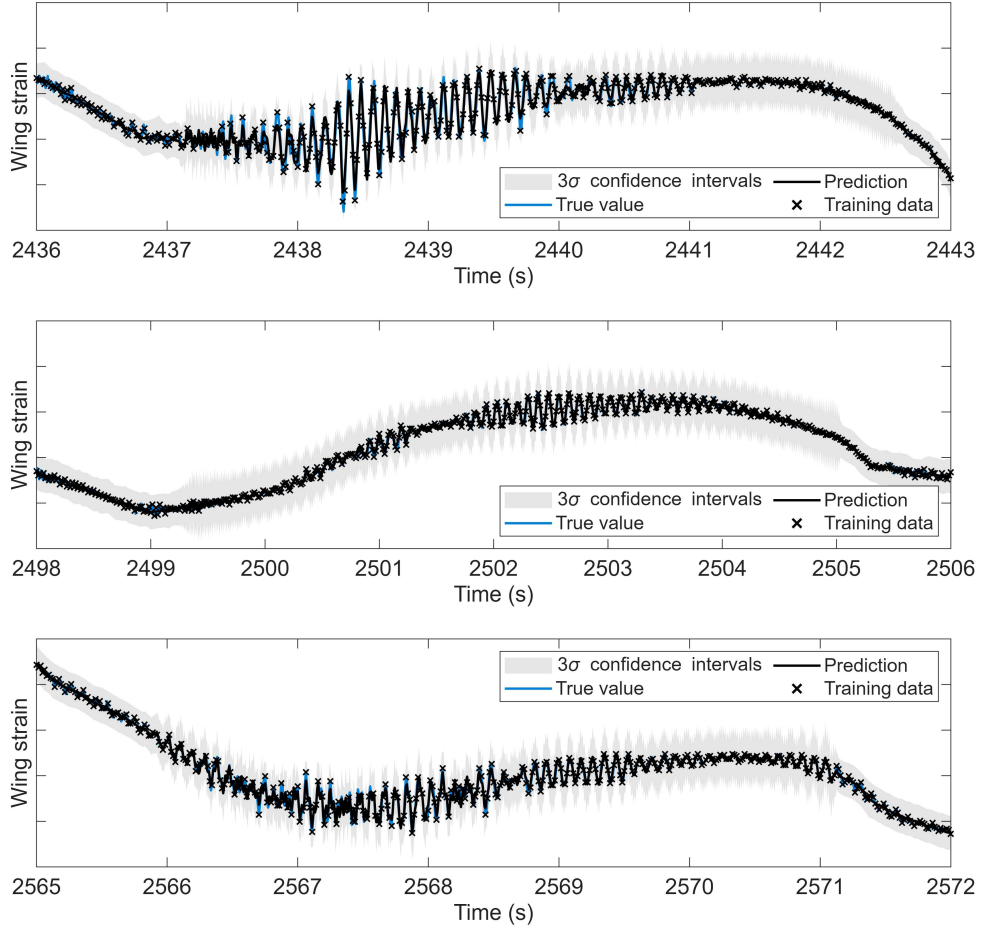 Wing strain
3σ confidence intervals Prediction
True value Training data
2436 2437 2438 2439 2440 2441 2442 2443
Time (s)
Wing strain
3σ confidence intervals Prediction
True value Training data
2498 2499 2500 2501 2502 2503 2504 2505 2506
Time (s)
Wing strain
3σ confidence intervals Prediction
True value Training data
2565 2566 2567 2568 2569 2570 2571 2572
Time (s)